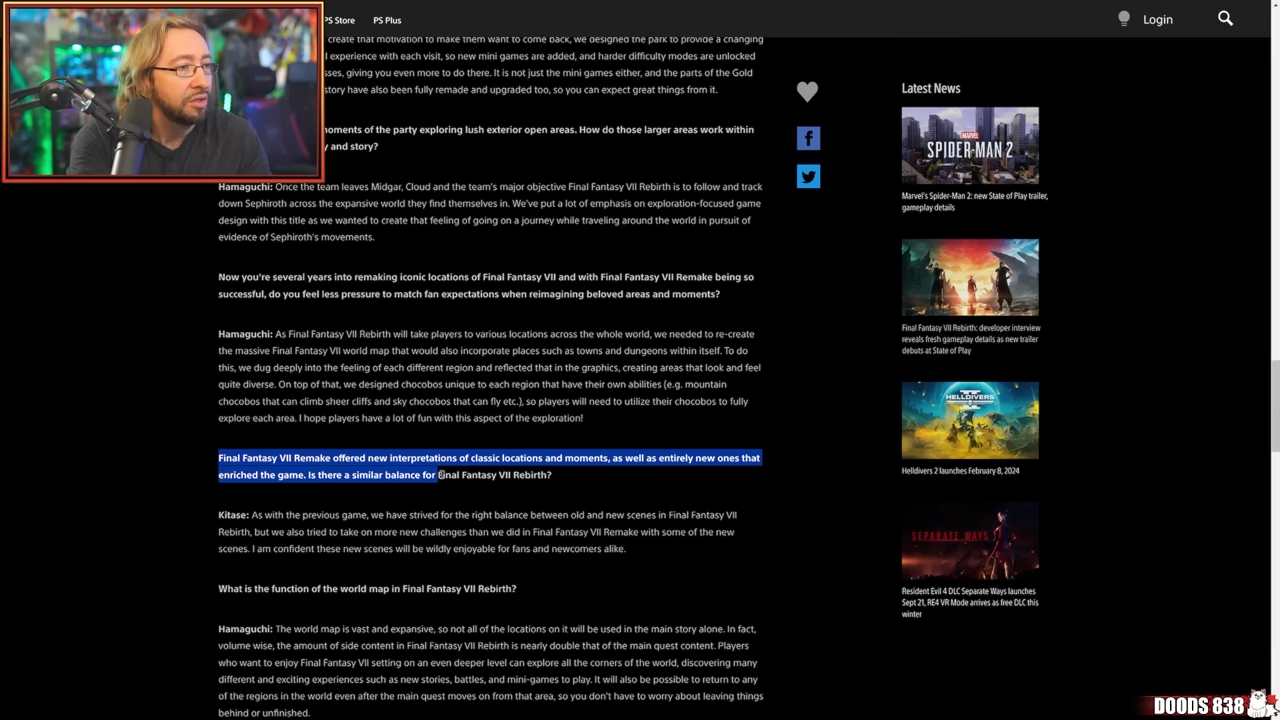 PS Store PS Plus
Login
create that motivation to make them want to come back, we designed the park to provide a changing
l experience with each visit, so new mini games are added, and harder difficulty modes are unlocked
sses, giving you even more to do there. It is not just the mini games either, and the parts of the Gold
story have also been fully remade and upgraded too, so you can expect great things from it.
moments of the party exploring lush exterior open areas. How do those larger areas work within
y and story?
Hamaguchi: Once the team leaves Midgar, Cloud and the team's major objective Final Fantasy VII Rebirth is to follow and track
down Sephiroth across the expansive world they find themselves in. We've put a lot of emphasis on exploration-focused game
design with this title as we wanted to create that feeling of going on a journey while traveling around the world in pursuit of
evidence of Sephiroth's movements.
Now you're several years into remaking iconic locations of Final Fantasy VII and with Final Fantasy VII Remake being so
successful, do you feel less pressure to match fan expectations when reimagining beloved areas and moments?
Hamaguchi: As Final Fantasy VII Rebirth will take players to various locations across the whole world, we needed to re-create
the massive Final Fantasy VII world map that would also incorporate places such as towns and dungeons within itself. To do
this, we dug deeply into the feeling of each different region and reflected that in the graphics, creating areas that look and feel
quite diverse. On top of that, we designed chocobos unique to each region that have their own abilities (e.g. mountain
chocobos that can climb sheer cliffs and sky chocobos that can fly etc.), so players will need to utilize their chocobos to fully
explore each area. I hope players have a lot of fun with this aspect of the exploration!
Final Fantasy VII Remake offered new interpretations of classic locations and moments, as well as entirely new ones that
enriched the game. Is there a similar balance for Final Fantasy VII Rebirth?
Kitase: As with the previous game, we have strived for the right balance between old and new scenes in Final Fantasy VII
Rebirth, but we also tried to take on more new challenges than we did in Final Fantasy VII Remake with some of the new
scenes. I am confident these new scenes will be wildly enjoyable for fans and newcomers alike.
What is the function of the world map in Final Fantasy VII Rebirth?
Hamaguchi: The world map is vast and expansive, so not all of the locations on it will be used in the main story alone. In fact,
volume wise, the amount of side content in Final Fantasy VII Rebirth is nearly double that of the main quest content. Players
who want to enjoy Final Fantasy VII setting on an even deeper level can explore all the corners of the world, discovering many
different and exciting experiences such as new stories, battles, and mini-games to play. It will also be possible to return to any
of the regions in the world even after the main quest moves on from that area, so you don't have to worry about leaving things
behind or unfinished.
Latest News
MARVEL
SPIDER-MAN 2
Marvel's Spider-Man 2: new State of Play trailer,
gameplay details
Final Fantasy VII Rebirth: developer interview
reveals fresh gameplay details as new trailer
debuts at State of Play
HELLDIVERS
II
Helldivers 2 launches February 8, 2024
SEPARATE WAYS
Resident Evil 4 DLC Separate Ways launches
Sept 21, RE4 VR Mode arrives as free DLC this
winter
DOODS 838